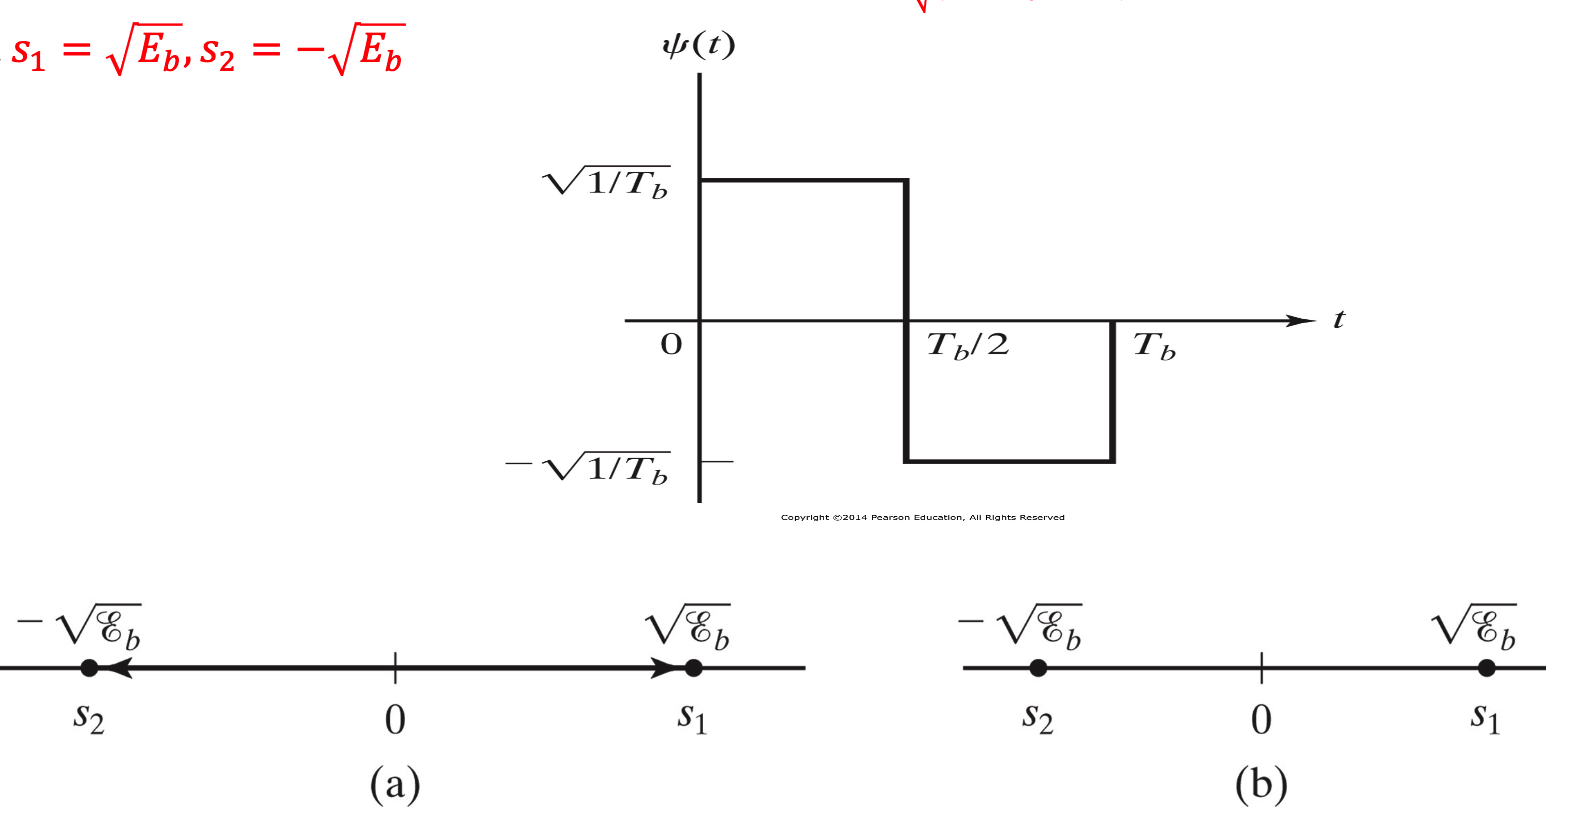 s₁ = √E_b, s₂ = −√E_b
ψ(t)
√1/T_b
0 T_b/2 T_b t
−√1/T_b
Copyright ©2014 Pearson Education, All Rights Reserved
−√ℰ_b √ℰ_b −√ℰ_b √ℰ_b
s₂ 0 s₁ s₂ 0 s₁
(a) (b)